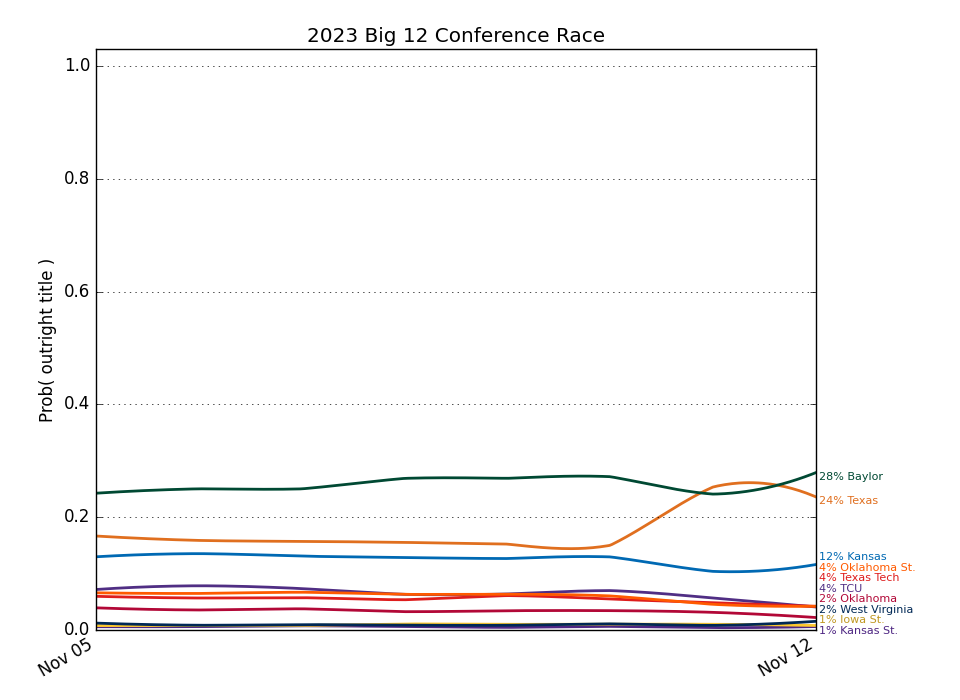 2023 Big 12 Conference Race
1.0
0.8
0.6
0.4
0.2
0.0
Prob( outright title )
28% Baylor
24% Texas
12% Kansas
4% Oklahoma St.
4% Texas Tech
4% TCU
2% Oklahoma
2% West Virginia
1% Iowa St.
1% Kansas St.
Nov 05
Nov 12